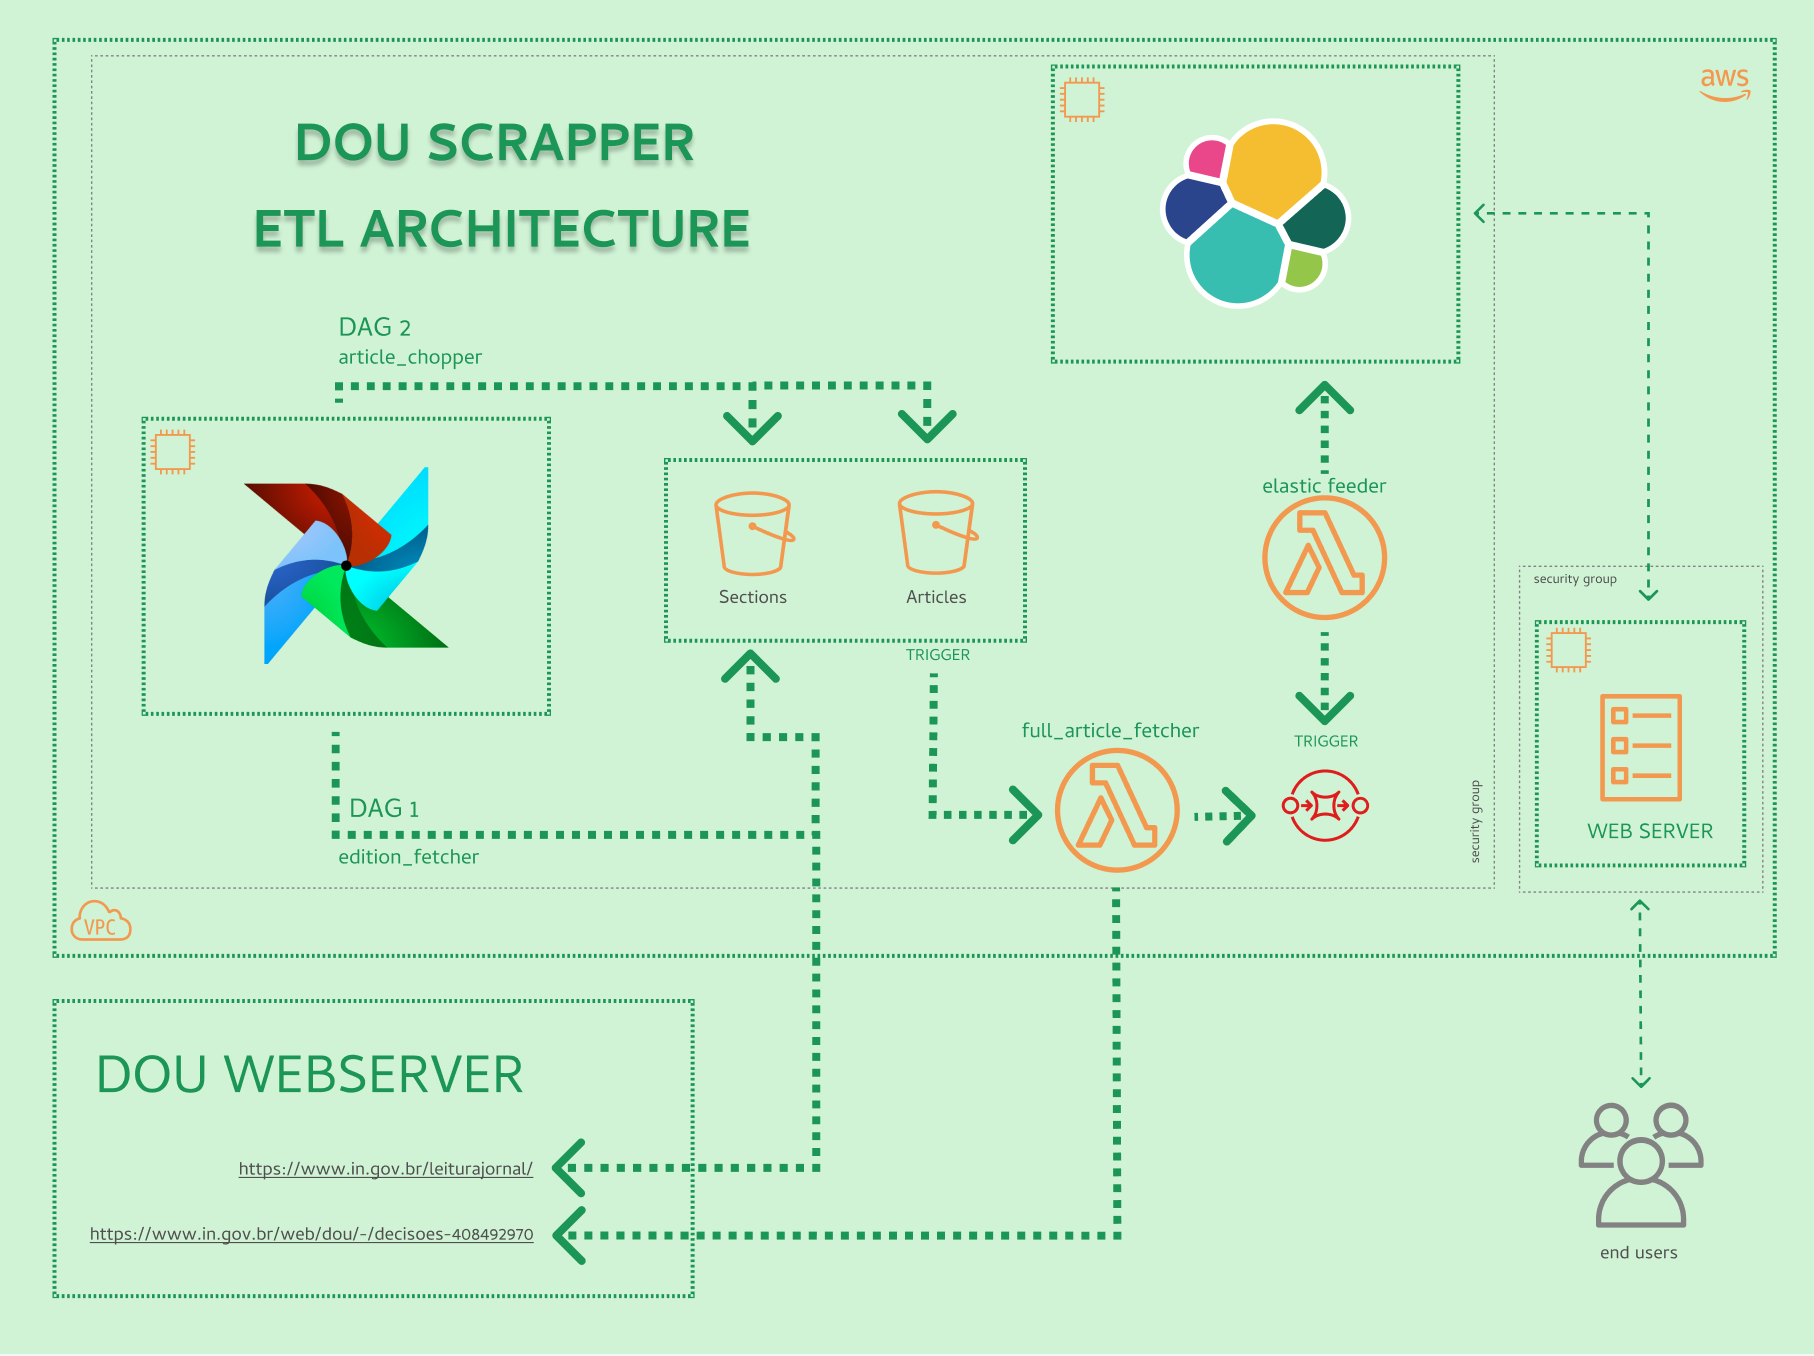 aws
DOU SCRAPPER
ETL ARCHITECTURE
DAG 2
article_chopper
elastic feeder
Sections
Articles
TRIGGER
security group
full_article_fetcher
TRIGGER
DAG 1
edition_fetcher
security group
WEB SERVER
VPC
DOU WEBSERVER
https://www.in.gov.br/leiturajornal/
https://www.in.gov.br/web/dou/-/decisoes-408492970
end users